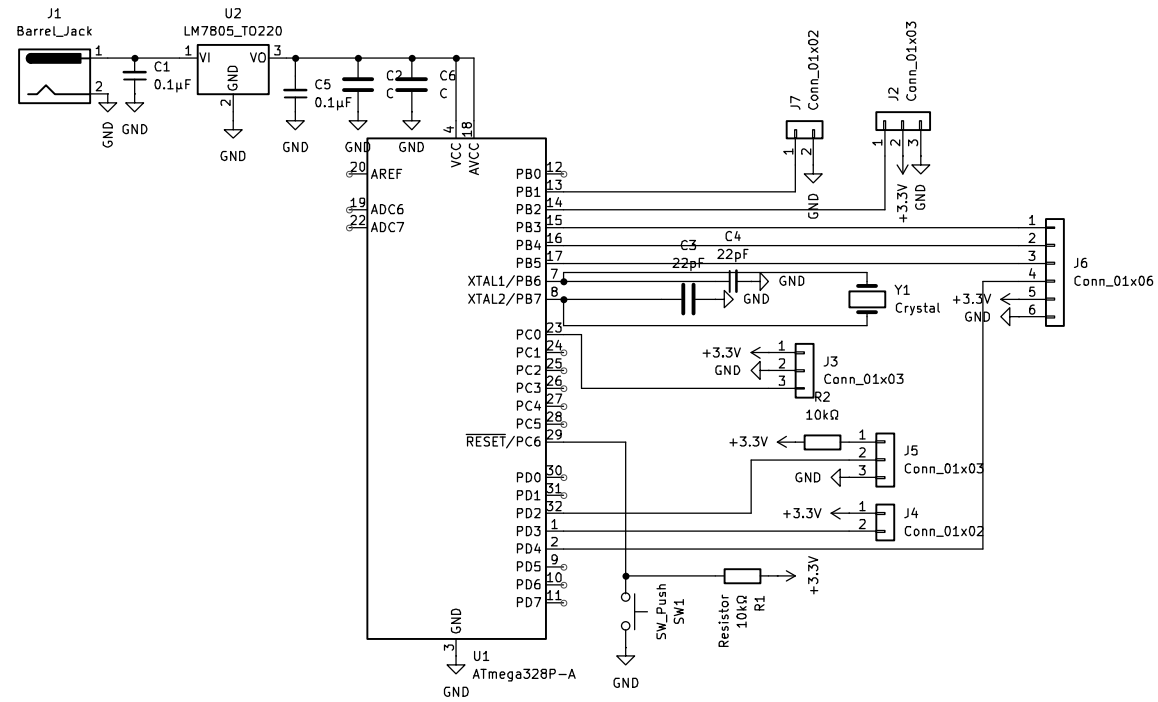 J1
Barrel_Jack
1
2
GND
C1
0.1µF
GND
U2
LM7805_TO220
1
VI
VO
3
GND
2
GND
C5
0.1µF
GND
C2
C
GND
C6
C
GND
4
18
VCC
AVCC
20
AREF
19
ADC6
22
ADC7
PB0
12
PB1
13
PB2
14
PB3
15
PB4
16
PB5
17
XTAL1/PB6
7
XTAL2/PB7
8
PC0
23
PC1
24
PC2
25
PC3
26
PC4
27
PC5
28
RESET/PC6
29
PD0
30
PD1
31
PD2
32
PD3
1
PD4
2
PD5
9
PD6
10
PD7
11
GND
3
GND
U1
ATmega328P-A
J7
Conn_01x02
1
2
GND
J2
Conn_01x03
1
2
3
+3.3V
GND
C3
22pF
GND
C4
22pF
GND
Y1
Crystal
1
2
3
4
5
6
+3.3V
GND
J6
Conn_01x06
+3.3V
1
GND
2
3
J3
Conn_01x03
R2
10kΩ
+3.3V
1
2
GND
3
J5
Conn_01x03
+3.3V
1
2
J4
Conn_01x02
SW_Push
SW1
GND
Resistor
10kΩ
R1
+3.3V